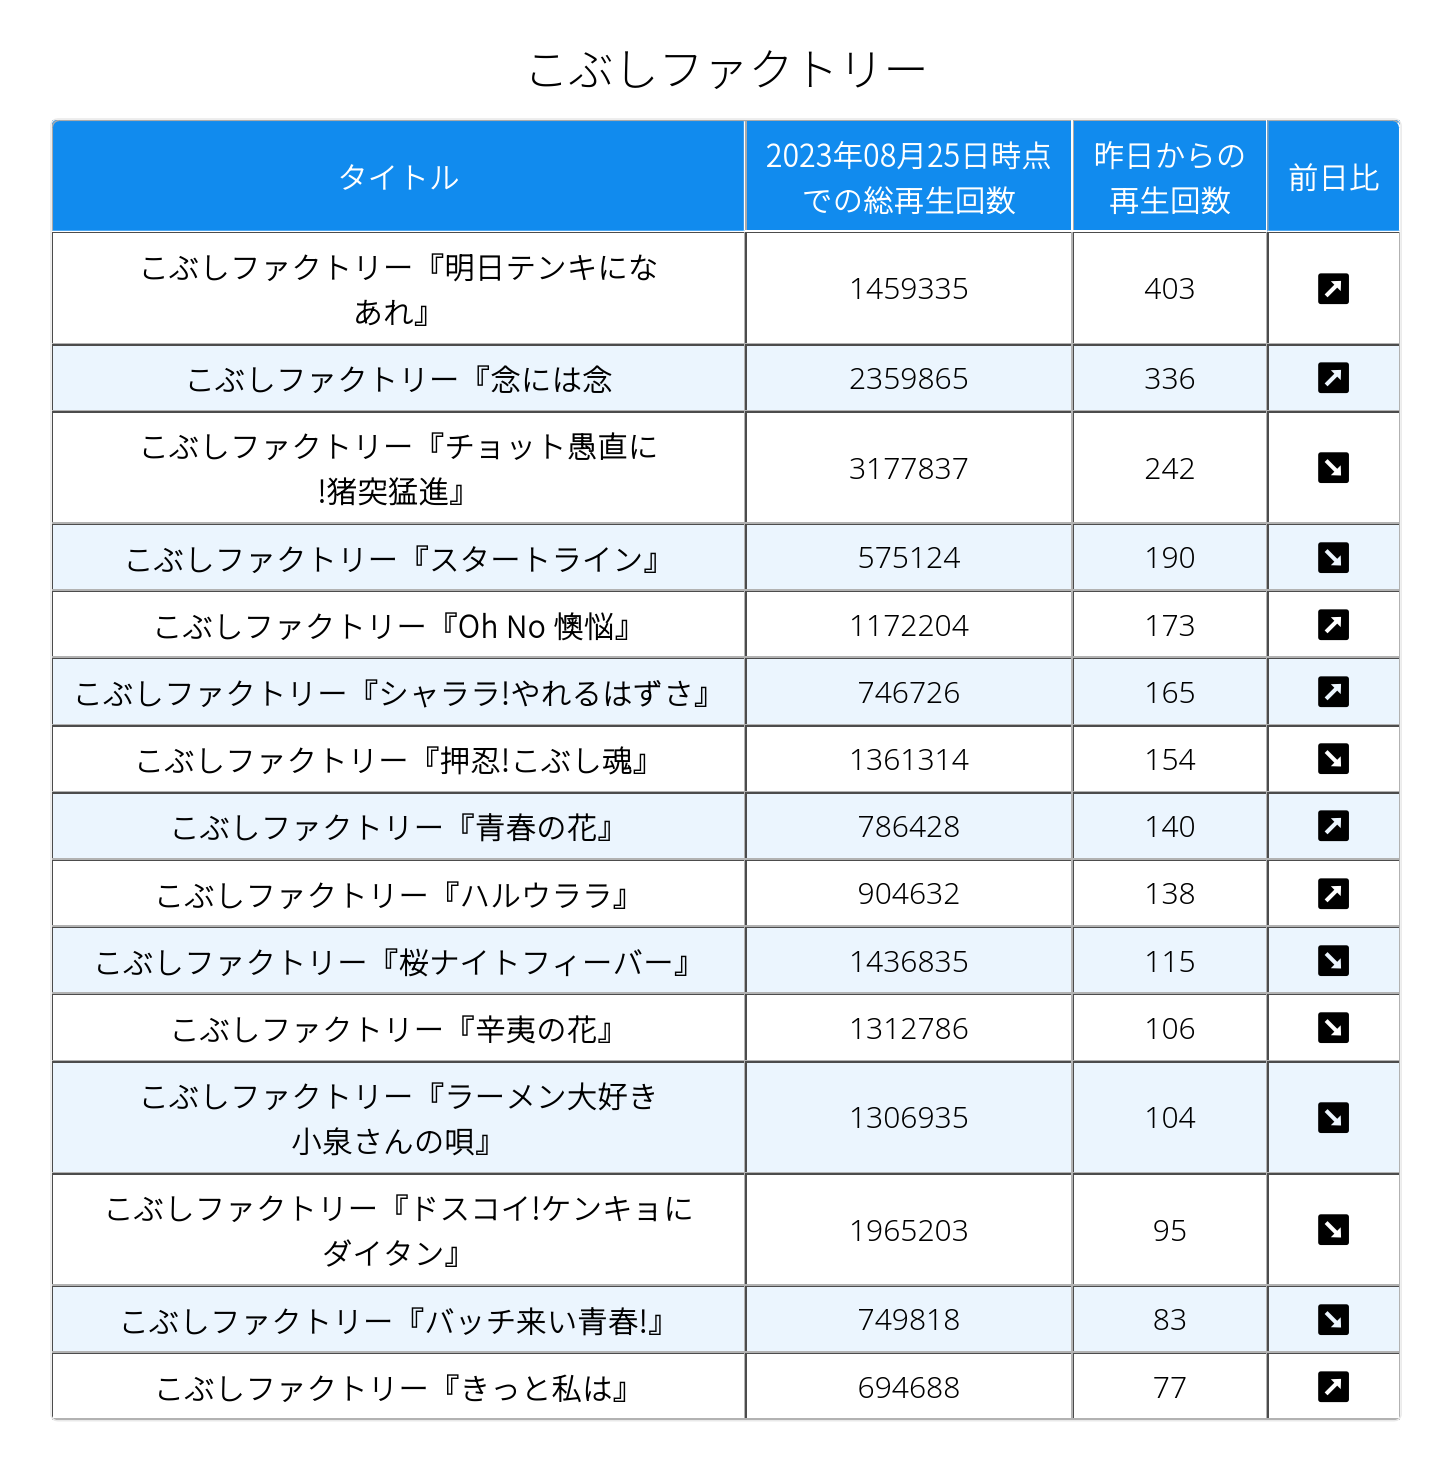 こぶしファクトリー
タイトル
2023年08月25日時点
での総再生回数
昨日からの
再生回数
前日比
こぶしファクトリー『明日テンキにな
あれ』
1459335
403
こぶしファクトリー『念には念
2359865
336
こぶしファクトリー『チョット愚直に
!猪突猛進』
3177837
242
こぶしファクトリー『スタートライン』
575124
190
こぶしファクトリー『Oh No 懊悩』
1172204
173
こぶしファクトリー『シャララ!やれるはずさ』
746726
165
こぶしファクトリー『押忍!こぶし魂』
1361314
154
こぶしファクトリー『青春の花』
786428
140
こぶしファクトリー『ハルウララ』
904632
138
こぶしファクトリー『桜ナイトフィーバー』
1436835
115
こぶしファクトリー『辛夷の花』
1312786
106
こぶしファクトリー『ラーメン大好き
小泉さんの唄』
1306935
104
こぶしファクトリー『ドスコイ!ケンキョに
ダイタン』
1965203
95
こぶしファクトリー『バッチ来い青春!』
749818
83
こぶしファクトリー『きっと私は』
694688
77